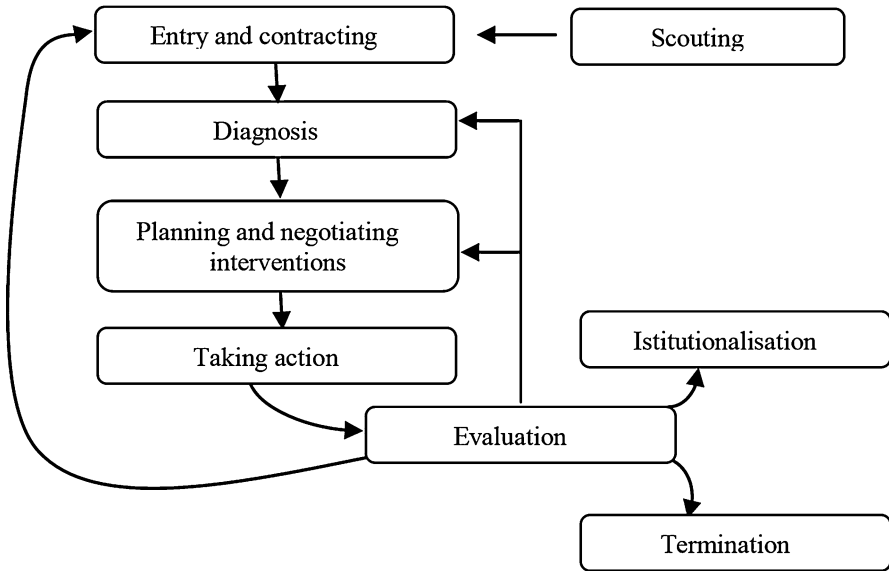 Entry and contracting
Scouting
Diagnosis
Planning and negotiating
interventions
Taking action
Istitutionalisation
Evaluation
Termination